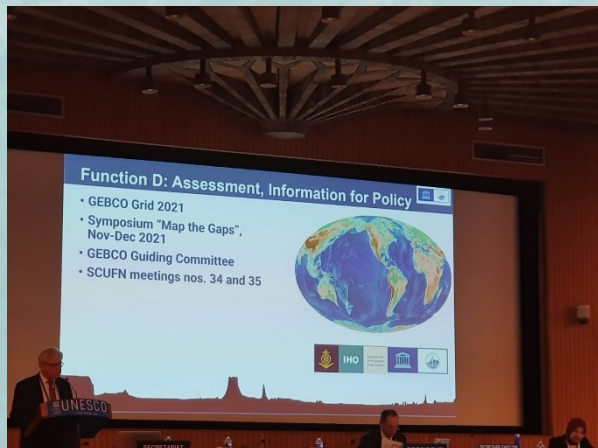 Function D: Assessment, Information for Policy
• GEBCO Grid 2021
• Symposium "Map the Gaps",
Nov-Dec 2021
• GEBCO Guiding Committee
• SCUFN meetings nos. 34 and 35
IHO
UNESCO
SECRETARIAT